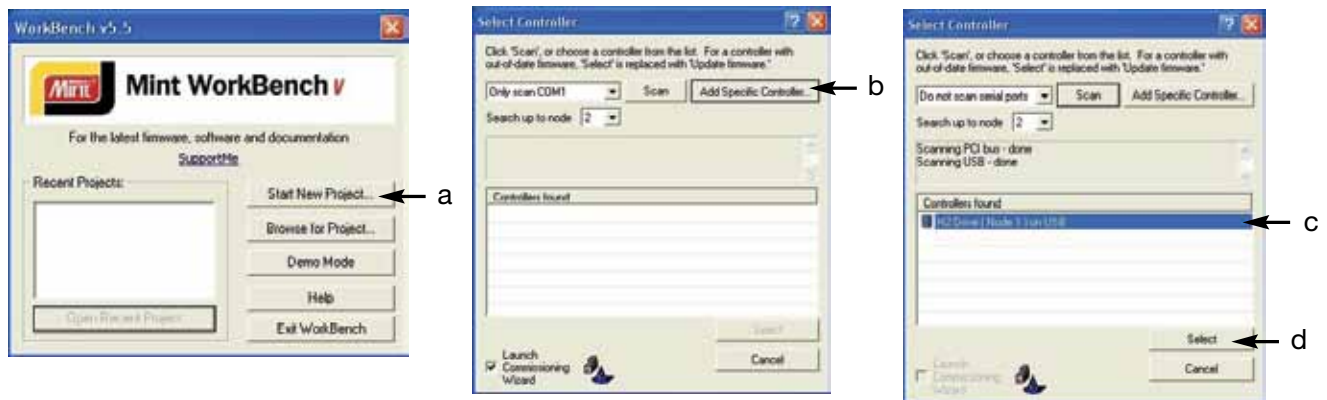 WorkBench v5.5
Mint
Mint WorkBench V
For the latest firmware, software and documentation
SupportMe
Recent Projects:
Start New Project...
Browse for Project...
Demo Mode
Help
Open Recent Project
Exit WorkBench
a
Select Controller
Click 'Scan', or choose a controller from the list. For a controller with
out-of-date firmware, 'Select' is replaced with 'Update firmware.'
Only scan COM1
Scan
Add Specific Controller...
Search up to node 2
Controllers found
Select
Launch
Commissioning
Wizard
Cancel
b
Select Controller
Click 'Scan', or choose a controller from the list. For a controller with
out-of-date firmware, 'Select' is replaced with 'Update firmware.'
Do not scan serial ports
Scan
Add Specific Controller...
Search up to node 2
Scanning PCI bus - done
Scanning USB - done
Controllers found
H2 Drive ( Node 1 ) on USB
c
Select
d
Launch
Commissioning
Wizard
Cancel